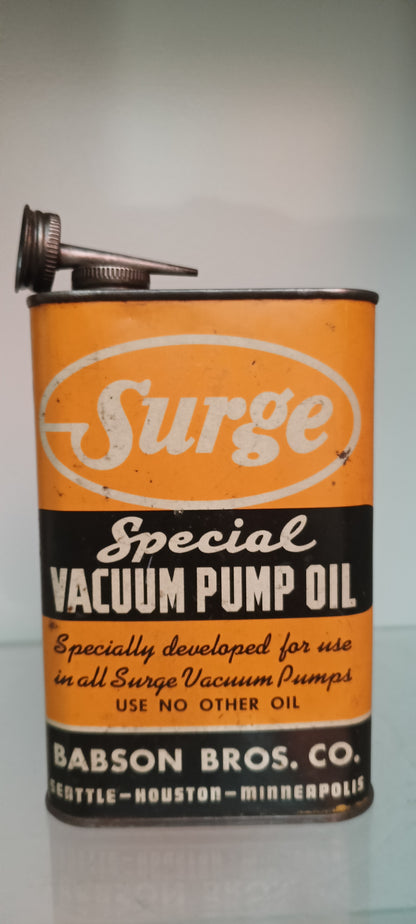 Surge
Special
VACUUM PUMP OIL
Specially developed for use
in all Surge Vacuum Pumps
USE NO OTHER OIL
BABSON BROS. CO.
SEATTLE-HOUSTON-MINNEAPOLIS